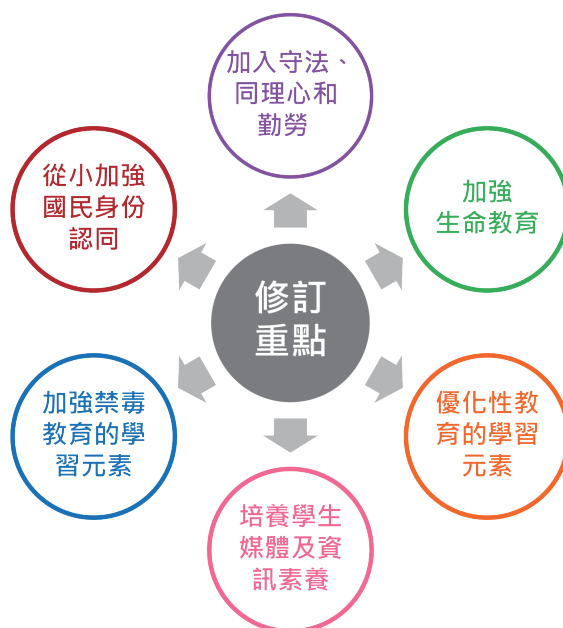 加入守法、
同理心和
勤勞
從小加強
國民身份
認同
加強
生命教育
修訂
重點
加強禁毒
教育的學
習元素
優化性教
育的學習
元素
培養學生
媒體及資
訊素養